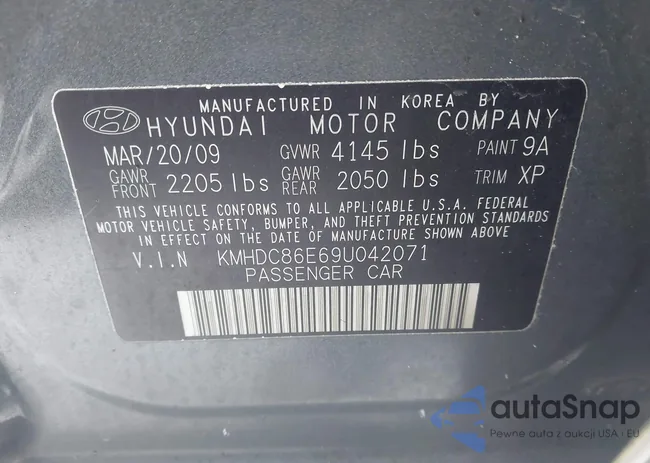 MANUFACTURED IN KOREA BY
HYUNDAI MOTOR COMPANY
MAR/20/09 GVWR 4145 lbs PAINT 9A
GAWR FRONT 2205 lbs GAWR REAR 2050 lbs TRIM XP
THIS VEHICLE CONFORMS TO ALL APPLICABLE U.S.A. FEDERAL
MOTOR VEHICLE SAFETY, BUMPER, AND THEFT PREVENTION STANDARDS
IN EFFECT ON THE DATE OF MANUFACTURE SHOWN ABOVE
V.I.N KMHDC86E69U042071
PASSENGER CAR
autaSnap
Pewne auta z aukcji USA i EU